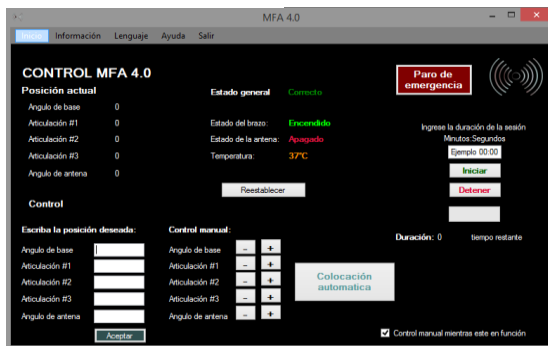 MFA 4.0
Inicio Información Lenguaje Ayuda Salir
CONTROL MFA 4.0
Posición actual
Angulo de base 0
Articulación #1 0
Articulación #2 0
Articulación #3 0
Angulo de antena 0
Estado general Correcto
Estado del brazo: Encendido
Estado de la antena: Apagado
Temperatura: 37°C
Reestablecer
Paro de
emergencia
Ingrese la duración de la sesión
Minutos:Segundos
Ejemplo 00:00
Iniciar
Detener
Duración: 0 tiempo restante
Control
Escriba la posición deseada:
Angulo de base
Articulación #1
Articulación #2
Articulación #3
Angulo de antena
Aceptar
Control manual:
Angulo de base - +
Articulación #1 - +
Articulación #2 - +
Articulación #3 - +
Angulo de antena - +
Colocación
automatica
Control manual mientras este en función